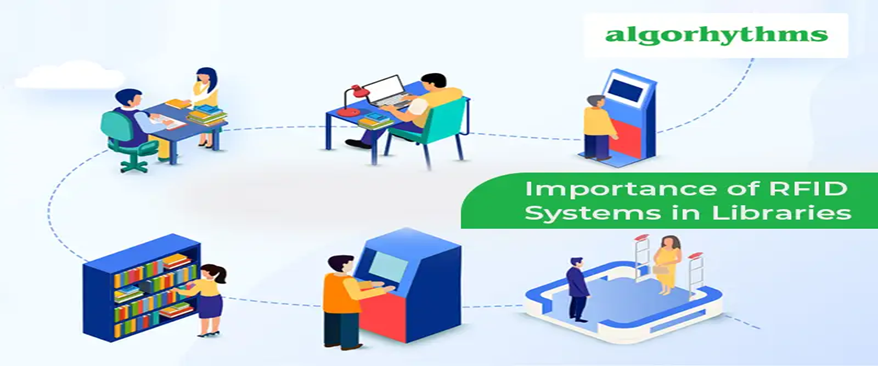 algorhythms
Importance of RFID
Systems in Libraries